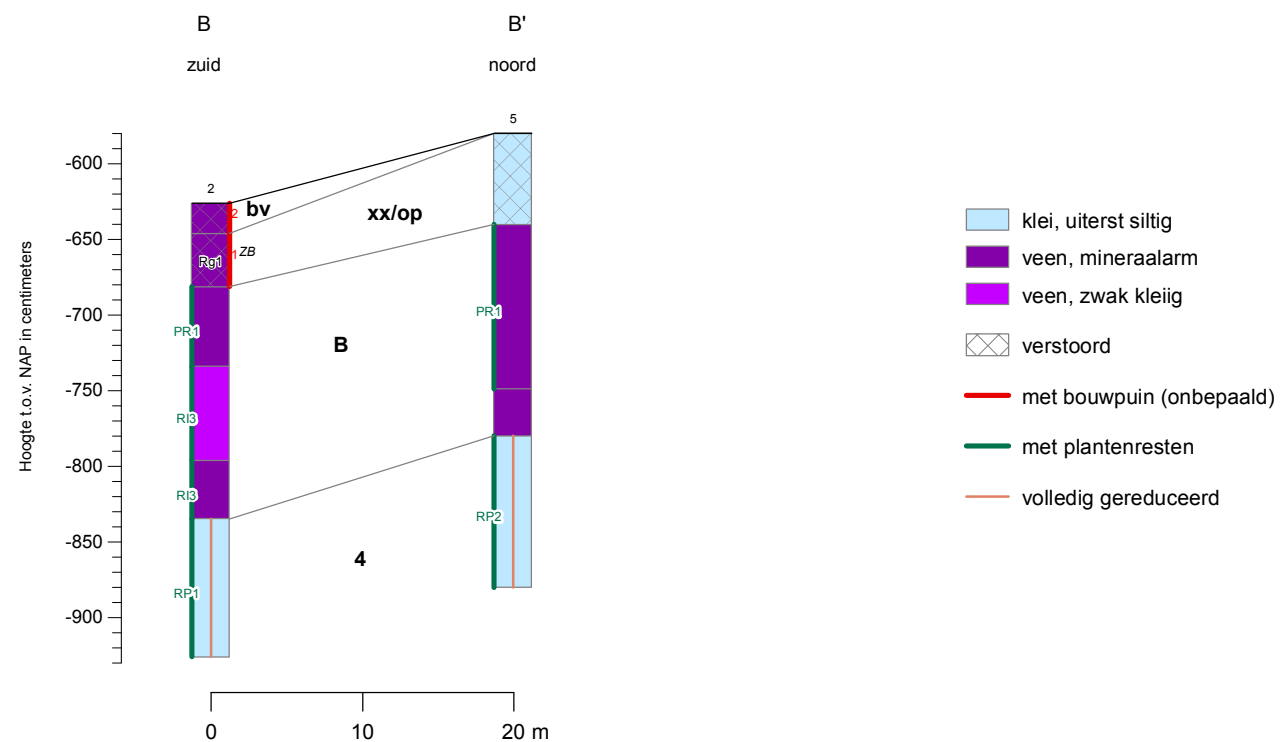 B
B'
zuid
noord
Hoogte t.o.v. NAP in centimeters
-600
-650
-700
-750
-800
-850
-900
2
5
2
bv
xx/op
1
ZB
Rg1
PR1
PR1
B
RI3
RI3
RP2
4
RP1
0
10
20 m
klei, uiterst siltig
veen, mineraalarm
veen, zwak kleiig
verstoord
met bouwpuin (onbepaald)
met plantenresten
volledig gereduceerd